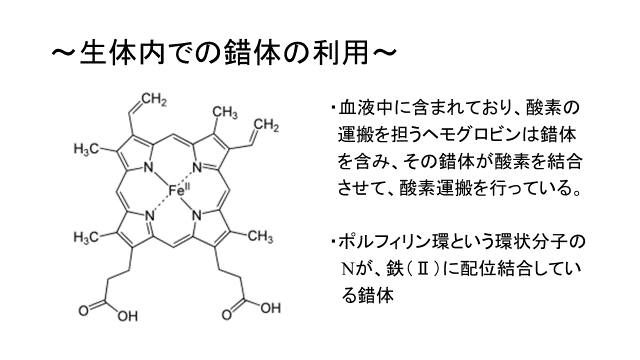 ～生体内での錯体の利用～
CH2
CH3
CH2
H3C
N
N
FeII
N
N
H3C
CH3
O
OH
O
OH
・血液中に含まれており、酸素の
運搬を担うヘモグロビンは錯体
を含み、その錯体が酸素を結合
させて、酸素運搬を行っている。
・ポルフィリン環という環状分子の
Nが、鉄(Ⅱ)に配位結合してい
る錯体